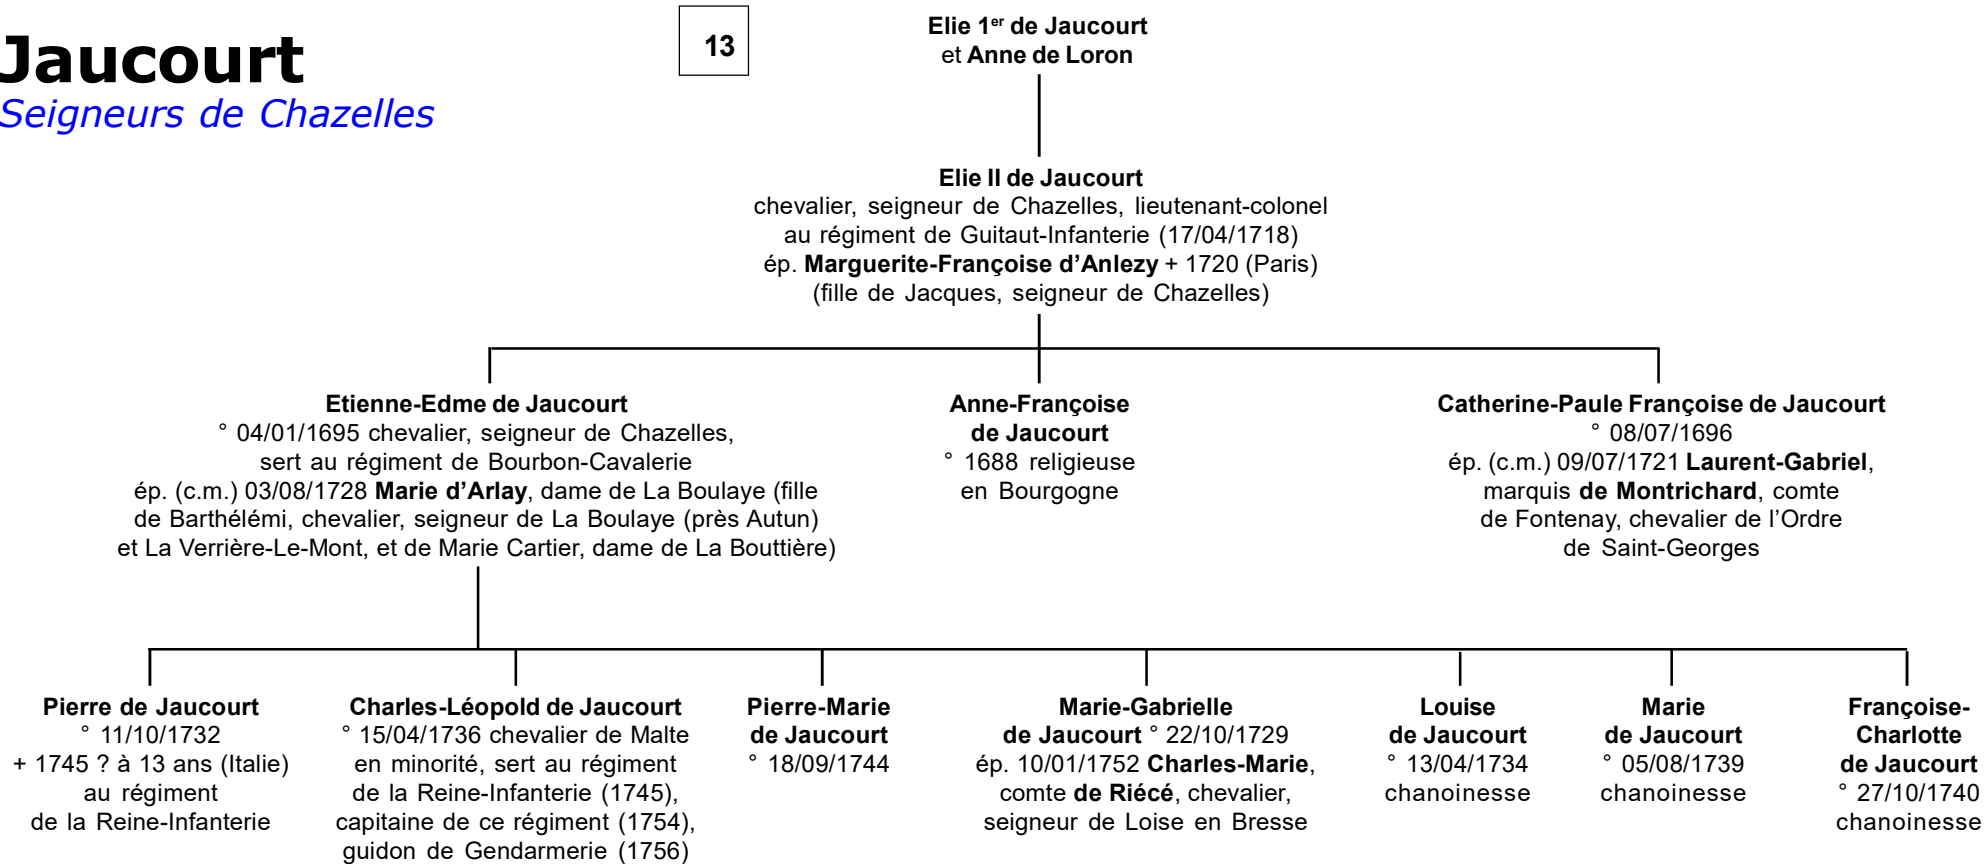 Jaucourt
Seigneurs de Chazelles
13
Elie 1er de Jaucourt
et Anne de Loron
Elie II de Jaucourt
chevalier, seigneur de Chazelles, lieutenant-colonel
au régiment de Guitaut-Infanterie (17/04/1718)
ép. Marguerite-Françoise d’Anlezy + 1720 (Paris)
(fille de Jacques, seigneur de Chazelles)
Etienne-Edme de Jaucourt
° 04/01/1695 chevalier, seigneur de Chazelles,
sert au régiment de Bourbon-Cavalerie
ép. (c.m.) 03/08/1728 Marie d’Arlay, dame de La Boulaye (fille
de Barthélémi, chevalier, seigneur de La Boulaye (près Autun)
et La Verrière-Le-Mont, et de Marie Cartier, dame de La Bouttière)
Anne-Françoise
de Jaucourt
° 1688 religieuse
en Bourgogne
Catherine-Paule Françoise de Jaucourt
° 08/07/1696
ép. (c.m.) 09/07/1721 Laurent-Gabriel,
marquis de Montrichard, comte
de Fontenay, chevalier de l’Ordre
de Saint-Georges
Pierre de Jaucourt
° 11/10/1732
+ 1745 ? à 13 ans (Italie)
au régiment
de la Reine-Infanterie
Charles-Léopold de Jaucourt
° 15/04/1736 chevalier de Malte
en minorité, sert au régiment
de la Reine-Infanterie (1745),
capitaine de ce régiment (1754),
guidon de Gendarmerie (1756)
Pierre-Marie
de Jaucourt
° 18/09/1744
Marie-Gabrielle
de Jaucourt ° 22/10/1729
ép. 10/01/1752 Charles-Marie,
comte de Riécé, chevalier,
seigneur de Loise en Bresse
Louise
de Jaucourt
° 13/04/1734
chanoinesse
Marie
de Jaucourt
° 05/08/1739
chanoinesse
Françoise-
Charlotte
de Jaucourt
° 27/10/1740
chanoinesse